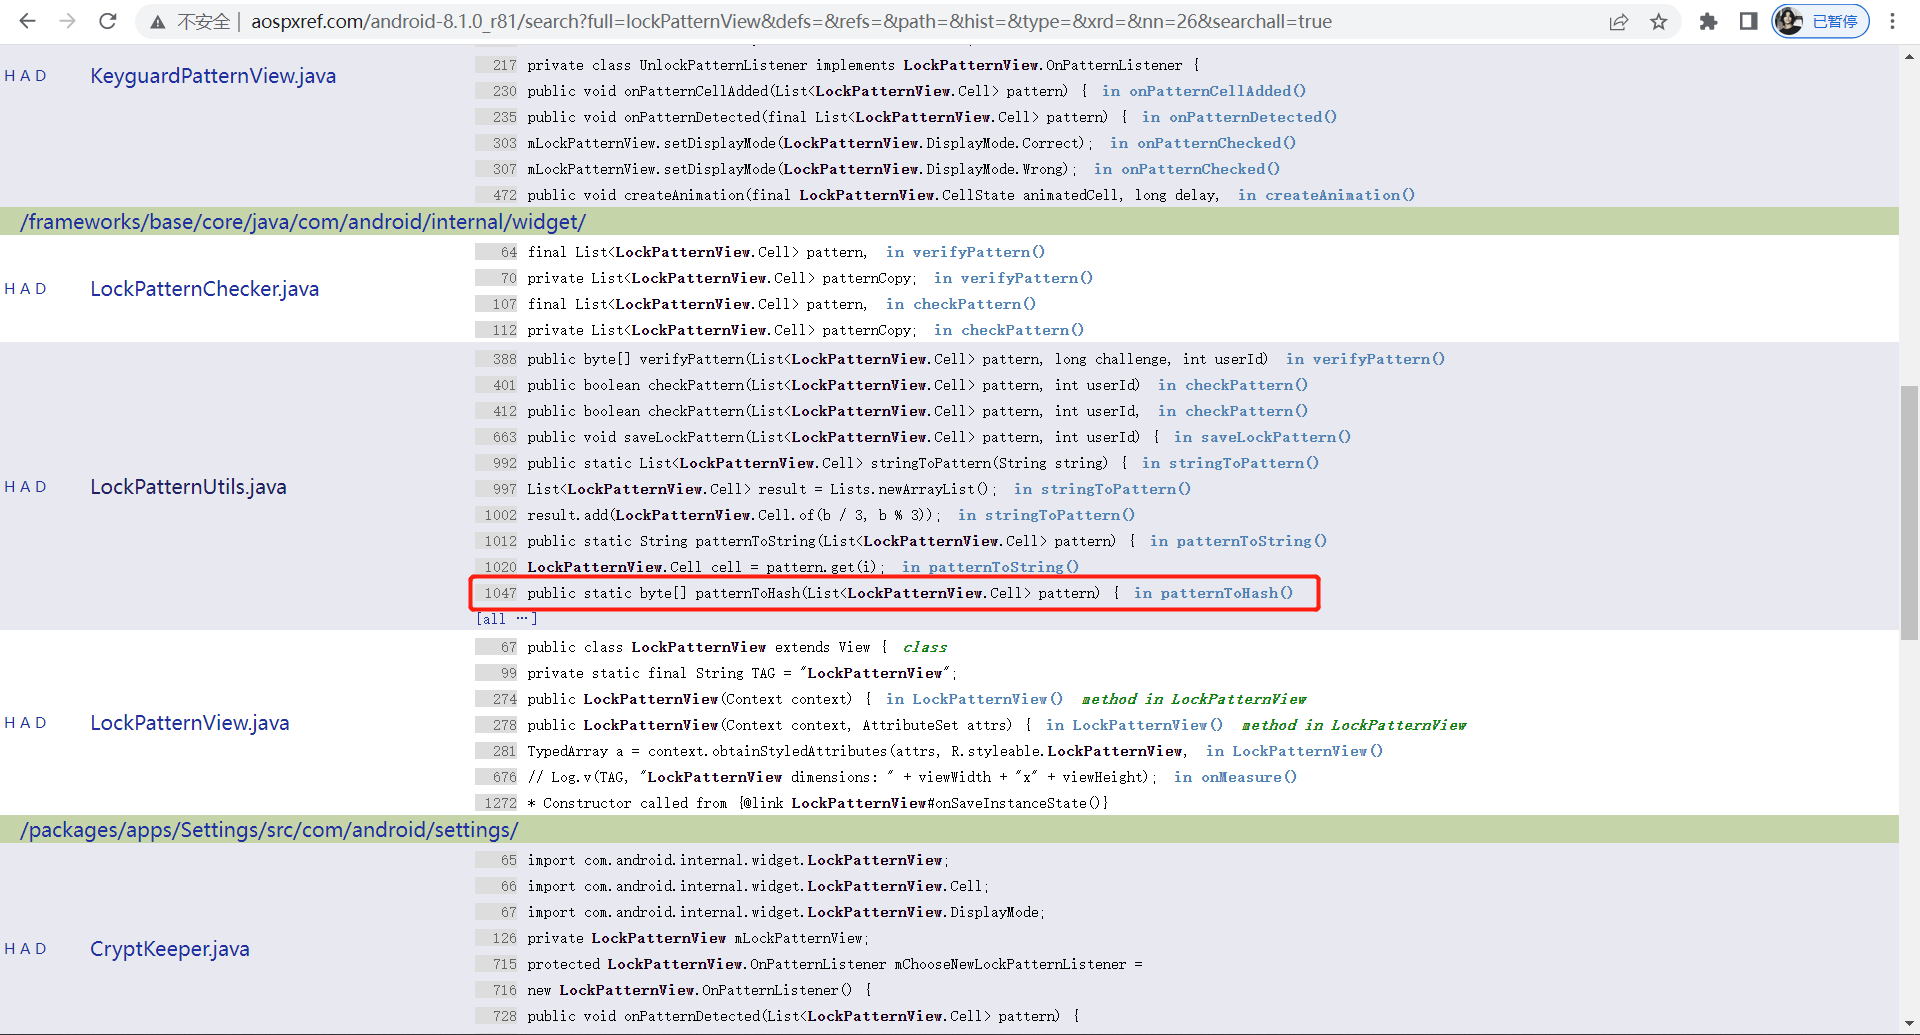 不安全 | aospxref.com/android-8.1.0_r81/search?full=lockPatternView&defs=&refs=&path=&hist=&type=&xrd=&nn=26&searchall=true 已暂停
H A D KeyguardPatternView.java
217 private class UnlockPatternListener implements LockPatternView.OnPatternListener {
230 public void onPatternCellAdded(List<LockPatternView.Cell> pattern) { in onPatternCellAdded()
235 public void onPatternDetected(final List<LockPatternView.Cell> pattern) { in onPatternDetected()
303 mLockPatternView.setDisplayMode(LockPatternView.DisplayMode.Correct); in onPatternChecked()
307 mLockPatternView.setDisplayMode(LockPatternView.DisplayMode.Wrong); in onPatternChecked()
472 public void createAnimation(final LockPatternView.CellState animatedCell, long delay, in createAnimation()
/frameworks/base/core/java/com/android/internal/widget/
H A D LockPatternChecker.java
64 final List<LockPatternView.Cell> pattern, in verifyPattern()
70 private List<LockPatternView.Cell> patternCopy; in verifyPattern()
107 final List<LockPatternView.Cell> pattern, in checkPattern()
112 private List<LockPatternView.Cell> patternCopy; in checkPattern()
H A D LockPatternUtils.java
388 public byte[] verifyPattern(List<LockPatternView.Cell> pattern, long challenge, int userId) in verifyPattern()
401 public boolean checkPattern(List<LockPatternView.Cell> pattern, int userId) in checkPattern()
412 public boolean checkPattern(List<LockPatternView.Cell> pattern, int userId, in checkPattern()
663 public void saveLockPattern(List<LockPatternView.Cell> pattern, int userId) { in saveLockPattern()
992 public static List<LockPatternView.Cell> stringToPattern(String string) { in stringToPattern()
997 List<LockPatternView.Cell> result = Lists.newArrayList(); in stringToPattern()
1002 result.add(LockPatternView.Cell.of(b / 3, b % 3)); in stringToPattern()
1012 public static String patternToString(List<LockPatternView.Cell> pattern) { in patternToString()
1020 LockPatternView.Cell cell = pattern.get(i); in patternToString()
1047 public static byte[] patternToHash(List<LockPatternView.Cell> pattern) { in patternToHash()
[all …]
H A D LockPatternView.java
67 public class LockPatternView extends View { class
99 private static final String TAG = "LockPatternView";
274 public LockPatternView(Context context) { in LockPatternView() method in LockPatternView
278 public LockPatternView(Context context, AttributeSet attrs) { in LockPatternView() method in LockPatternView
281 TypedArray a = context.obtainStyledAttributes(attrs, R.styleable.LockPatternView, in LockPatternView()
676 // Log.v(TAG, "LockPatternView dimensions: " + viewWidth + "x" + viewHeight); in onMeasure()
1272 * Constructor called from {@link LockPatternView#onSaveInstanceState()}
/packages/apps/Settings/src/com/android/settings/
H A D CryptKeeper.java
65 import com.android.internal.widget.LockPatternView;
66 import com.android.internal.widget.LockPatternView.Cell;
67 import com.android.internal.widget.LockPatternView.DisplayMode;
126 private LockPatternView mLockPatternView;
715 protected LockPatternView.OnPatternListener mChooseNewLockPatternListener =
716 new LockPatternView.OnPatternListener() {
728 public void onPatternDetected(List<LockPatternView.Cell> pattern) {